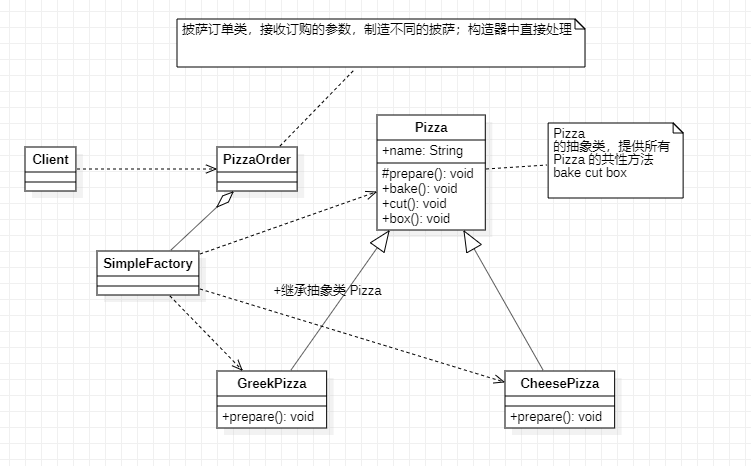 披萨订单类，接收订购的参数，制造不同的披萨；构造器中直接处理
Pizza
+name: String
#prepare(): void
+bake(): void
+cut(): void
+box(): void
Pizza
的抽象类，提供所有
Pizza 的共性方法
bake cut box
Client
PizzaOrder
SimpleFactory
+继承抽象类 Pizza
GreekPizza
+prepare(): void
CheesePizza
+prepare(): void